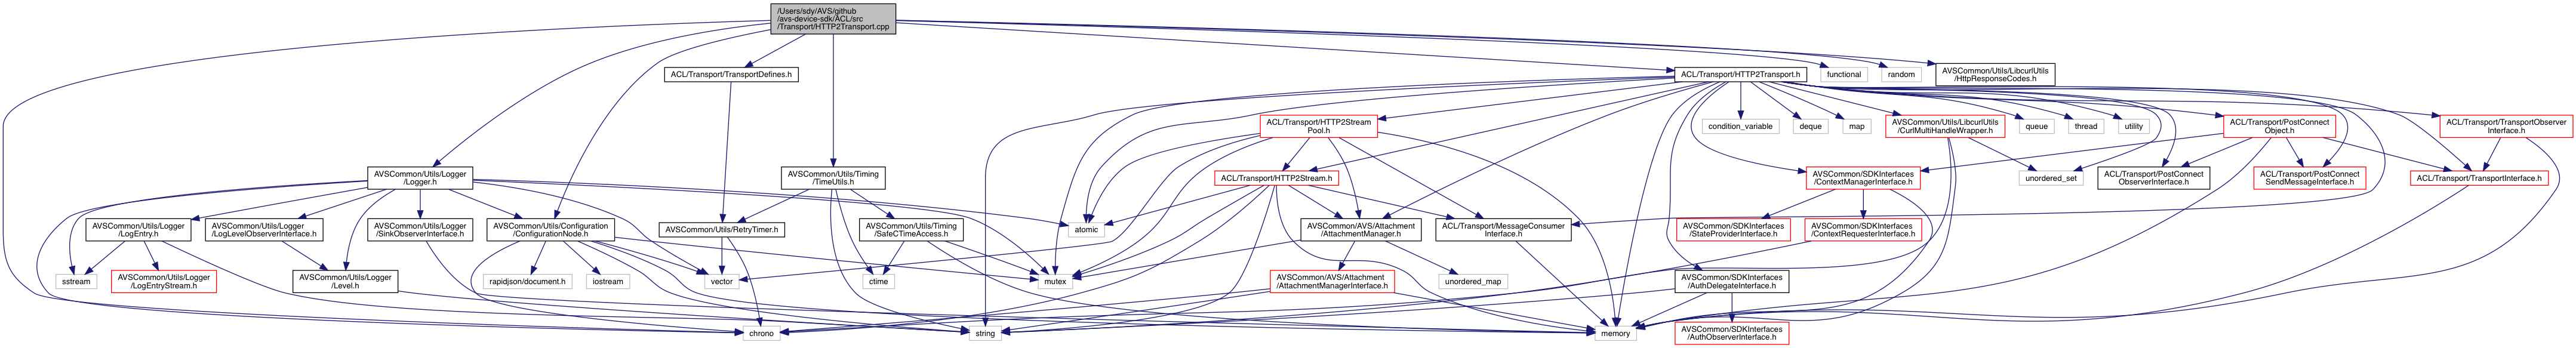 /Users/sdy/AVS/github
/avs-device-sdk/ACL/src
/Transport/HTTP2Transport.cpp
ACL/Transport/TransportDefines.h
ACL/Transport/HTTP2Transport.h
functional
random
AVSCommon/Utils/LibcurlUtils
/HttpResponseCodes.h
ACL/Transport/HTTP2Stream
Pool.h
condition_variable
deque
map
AVSCommon/Utils/LibcurlUtils
/CurlMultiHandleWrapper.h
queue
thread
utility
ACL/Transport/PostConnect
Object.h
ACL/Transport/TransportObserver
Interface.h
AVSCommon/Utils/Logger
/Logger.h
AVSCommon/Utils/Timing
/TimeUtils.h
ACL/Transport/HTTP2Stream.h
AVSCommon/SDKInterfaces
/ContextManagerInterface.h
unordered_set
ACL/Transport/PostConnect
ObserverInterface.h
ACL/Transport/PostConnect
SendMessageInterface.h
ACL/Transport/TransportInterface.h
AVSCommon/Utils/Logger
/LogEntry.h
AVSCommon/Utils/Logger
/LogLevelObserverInterface.h
AVSCommon/Utils/Logger
/SinkObserverInterface.h
AVSCommon/Utils/Configuration
/ConfigurationNode.h
AVSCommon/Utils/RetryTimer.h
AVSCommon/Utils/Timing
/SafeCTimeAccess.h
atomic
AVSCommon/AVS/Attachment
/AttachmentManager.h
ACL/Transport/MessageConsumer
Interface.h
AVSCommon/SDKInterfaces
/StateProviderInterface.h
AVSCommon/SDKInterfaces
/ContextRequesterInterface.h
sstream
AVSCommon/Utils/Logger
/LogEntryStream.h
AVSCommon/Utils/Logger
/Level.h
rapidjson/document.h
iostream
vector
ctime
mutex
AVSCommon/AVS/Attachment
/AttachmentManagerInterface.h
unordered_map
AVSCommon/SDKInterfaces
/AuthDelegateInterface.h
chrono
string
memory
AVSCommon/SDKInterfaces
/AuthObserverInterface.h